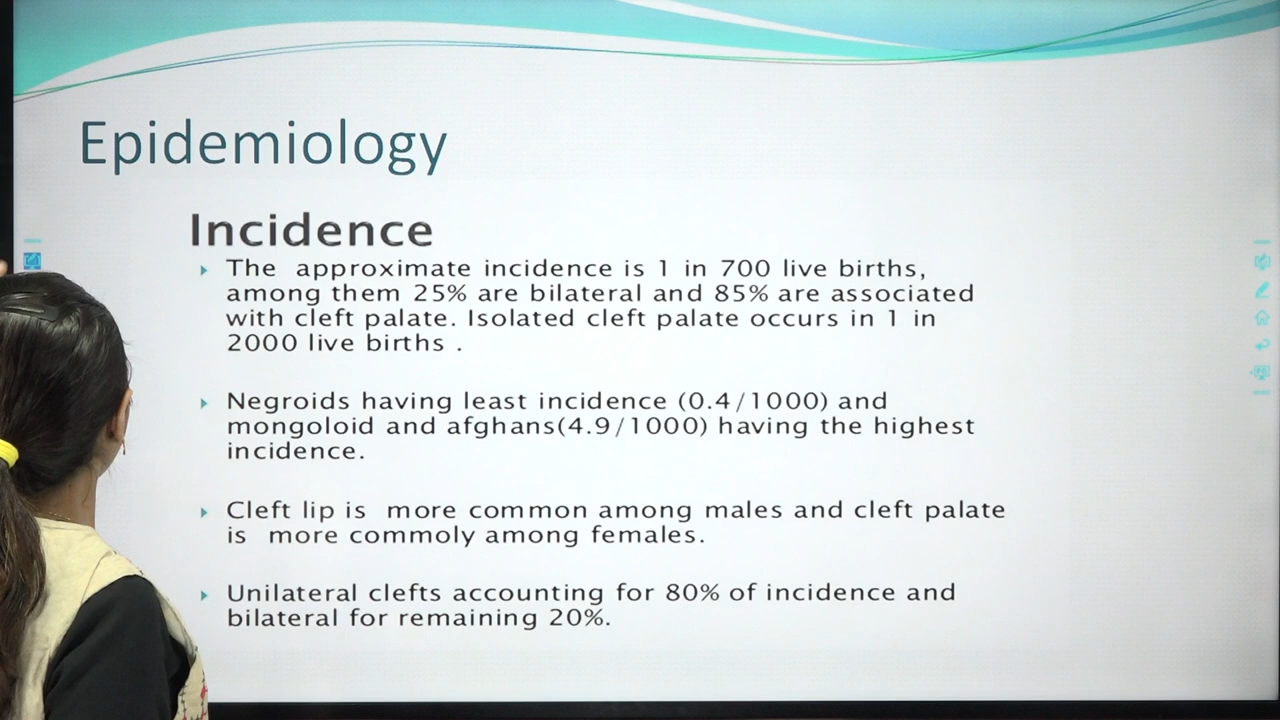 Epidemiology
Incidence
The approximate incidence is 1 in 700 live births,
among them 25% are bilateral and 85% are associated
with cleft palate. Isolated cleft palate occurs in 1 in
2000 live births .
Negroids having least incidence (0.4/1000) and
mongoloid and afghans(4.9/1000) having the highest
incidence.
Cleft lip is more common among males and cleft palate
is more commoly among females.
Unilateral clefts accounting for 80% of incidence and
bilateral for remaining 20%.